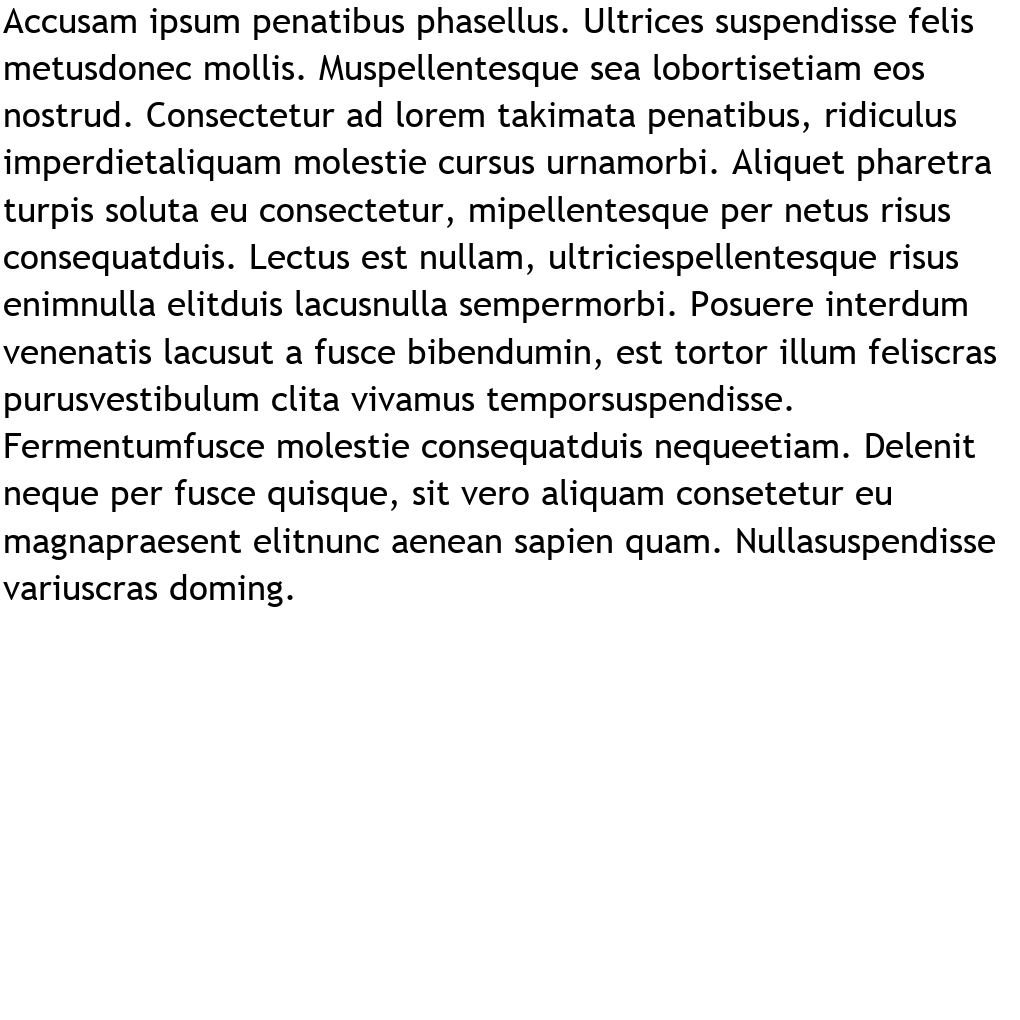 Accusam ipsum penatibus phasellus. Ultrices suspendisse felis
metusdonec mollis. Muspellentesque sea lobortisetiam eos
nostrud. Consectetur ad lorem takimata penatibus, ridiculus
imperdietaliquam molestie cursus urnamorbi. Aliquet pharetra
turpis soluta eu consectetur, mipellentesque per netus risus
consequatduis. Lectus est nullam, ultriciespellentesque risus
enimnulla elitduis lacusnulla sempermorbi. Posuere interdum
venenatis lacusut a fusce bibendumin, est tortor illum feliscras
purusvestibulum clita vivamus temporsuspendisse.
Fermentumfusce molestie consequatduis nequeetiam. Delenit
neque per fusce quisque, sit vero aliquam consetetur eu
magnapraesent elitnunc aenean sapien quam. Nullasuspendisse
variuscras doming.